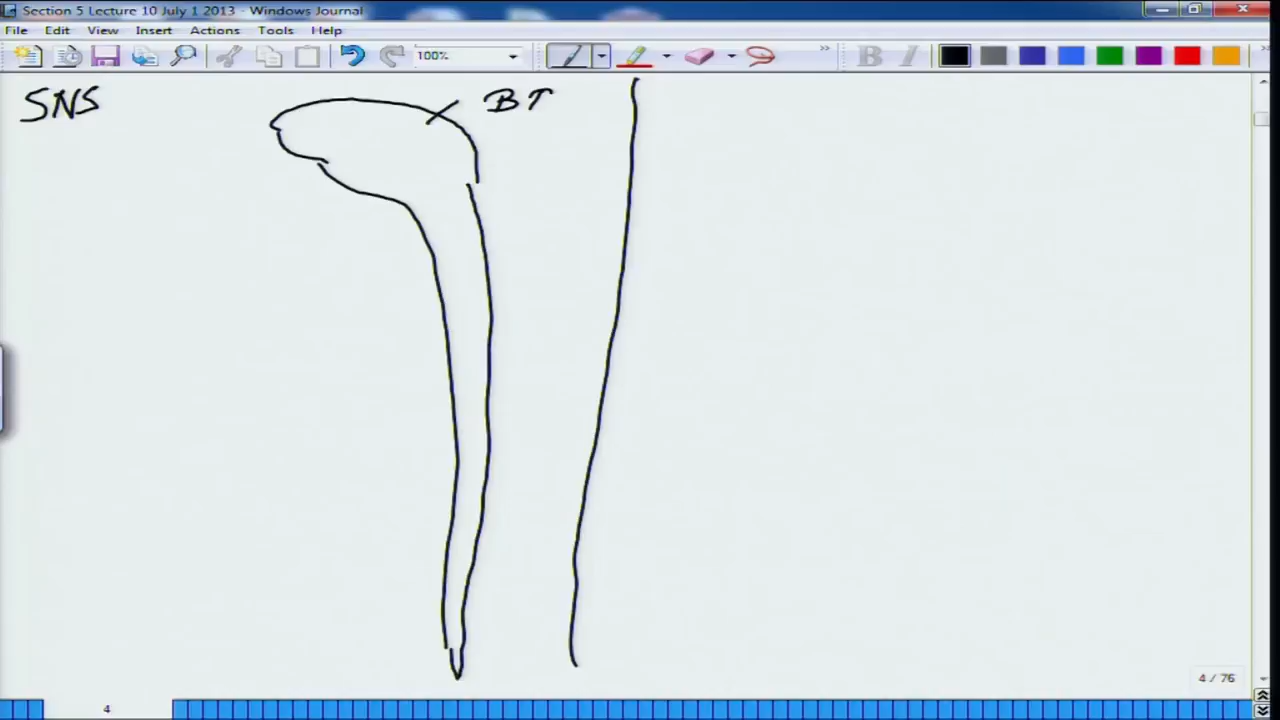 Section 5 Lecture 10 July 1 2013 - Windows Journal
File Edit View Insert Actions Tools Help
100% B I
SNS BT
4 / 76
4